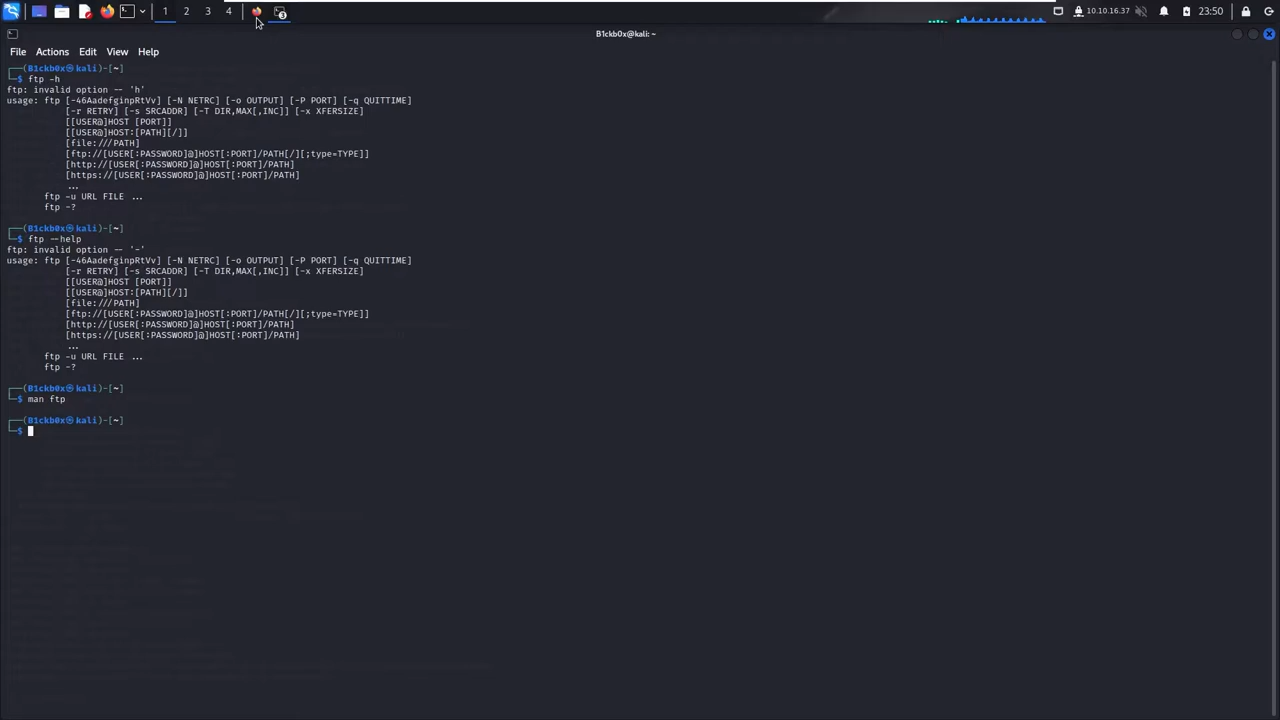 1 2 3 4 3 10.10.16.37 23:50
B1ckb0x@kali: ~
File Actions Edit View Help
┌──(B1ckb0x㉿kali)-[~]
└─$ ftp -h
ftp: invalid option -- 'h'
usage: ftp [-46AadefginpRtVv] [-N NETRC] [-o OUTPUT] [-P PORT] [-q QUITTIME]
[-r RETRY] [-s SRCADDR] [-T DIR,MAX[,INC]] [-x XFERSIZE]
[[USER@]HOST [PORT]]
[[USER@]HOST:[PATH][/]]
[file:///PATH]
[ftp://[USER[:PASSWORD]@]HOST[:PORT]/PATH[/][;type=TYPE]]
[http://[USER[:PASSWORD]@]HOST[:PORT]/PATH]
[https://[USER[:PASSWORD]@]HOST[:PORT]/PATH]
...
ftp -u URL FILE ...
ftp -?
┌──(B1ckb0x㉿kali)-[~]
└─$ ftp --help
ftp: invalid option -- '-'
usage: ftp [-46AadefginpRtVv] [-N NETRC] [-o OUTPUT] [-P PORT] [-q QUITTIME]
[-r RETRY] [-s SRCADDR] [-T DIR,MAX[,INC]] [-x XFERSIZE]
[[USER@]HOST [PORT]]
[[USER@]HOST:[PATH][/]]
[file:///PATH]
[ftp://[USER[:PASSWORD]@]HOST[:PORT]/PATH[/][;type=TYPE]]
[http://[USER[:PASSWORD]@]HOST[:PORT]/PATH]
[https://[USER[:PASSWORD]@]HOST[:PORT]/PATH]
...
ftp -u URL FILE ...
ftp -?
┌──(B1ckb0x㉿kali)-[~]
└─$ man ftp
┌──(B1ckb0x㉿kali)-[~]
└─$